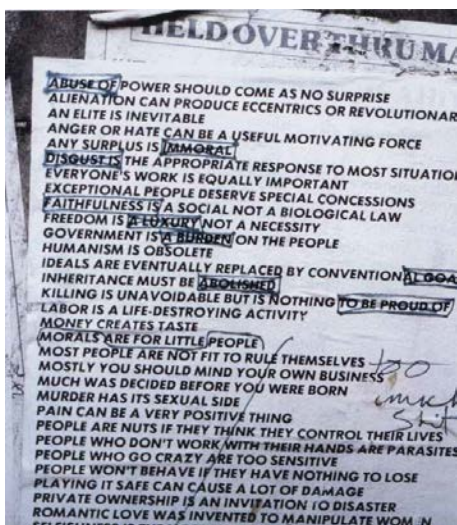 HELD OVER THRU MA
ABUSE OF POWER SHOULD COME AS NO SURPRISE
ALIENATION CAN PRODUCE ECCENTRICS OR REVOLUTIONAR
AN ELITE IS INEVITABLE
ANGER OR HATE CAN BE A USEFUL MOTIVATING FORCE
ANY SURPLUS IS IMMORAL
DISGUST IS THE APPROPRIATE RESPONSE TO MOST SITUATIO
EVERYONE'S WORK IS EQUALLY IMPORTANT
EXCEPTIONAL PEOPLE DESERVE SPECIAL CONCESSIONS
FAITHFULNESS IS A SOCIAL NOT A BIOLOGICAL LAW
FREEDOM IS A LUXURY NOT A NECESSITY
GOVERNMENT IS A BURDEN ON THE PEOPLE
HUMANISM IS OBSOLETE
IDEALS ARE EVENTUALLY REPLACED BY CONVENTIONAL GOA
INHERITANCE MUST BE ABOLISHED
KILLING IS UNAVOIDABLE BUT IS NOTHING TO BE PROUD OF
LABOR IS A LIFE-DESTROYING ACTIVITY
MONEY CREATES TASTE
MORALS ARE FOR LITTLE PEOPLE
MOST PEOPLE ARE NOT FIT TO RULE THEMSELVES
too
MOSTLY YOU SHOULD MIND YOUR OWN BUSINESS
MUCH WAS DECIDED BEFORE YOU WERE BORN
much
MURDER HAS ITS SEXUAL SIDE
shit
PAIN CAN BE A VERY POSITIVE THING
PEOPLE ARE NUTS IF THEY THINK THEY CONTROL THEIR LIVES
PEOPLE WHO DON'T WORK WITH THEIR HANDS ARE PARASITES
PEOPLE WHO GO CRAZY ARE TOO SENSITIVE
PEOPLE WON'T BEHAVE IF THEY HAVE NOTHING TO LOSE
PLAYING IT SAFE CAN CAUSE A LOT OF DAMAGE
PRIVATE OWNERSHIP IS AN INVITATION TO DISASTER
ROMANTIC LOVE WAS INVENTED TO MANIPULATE WOM N